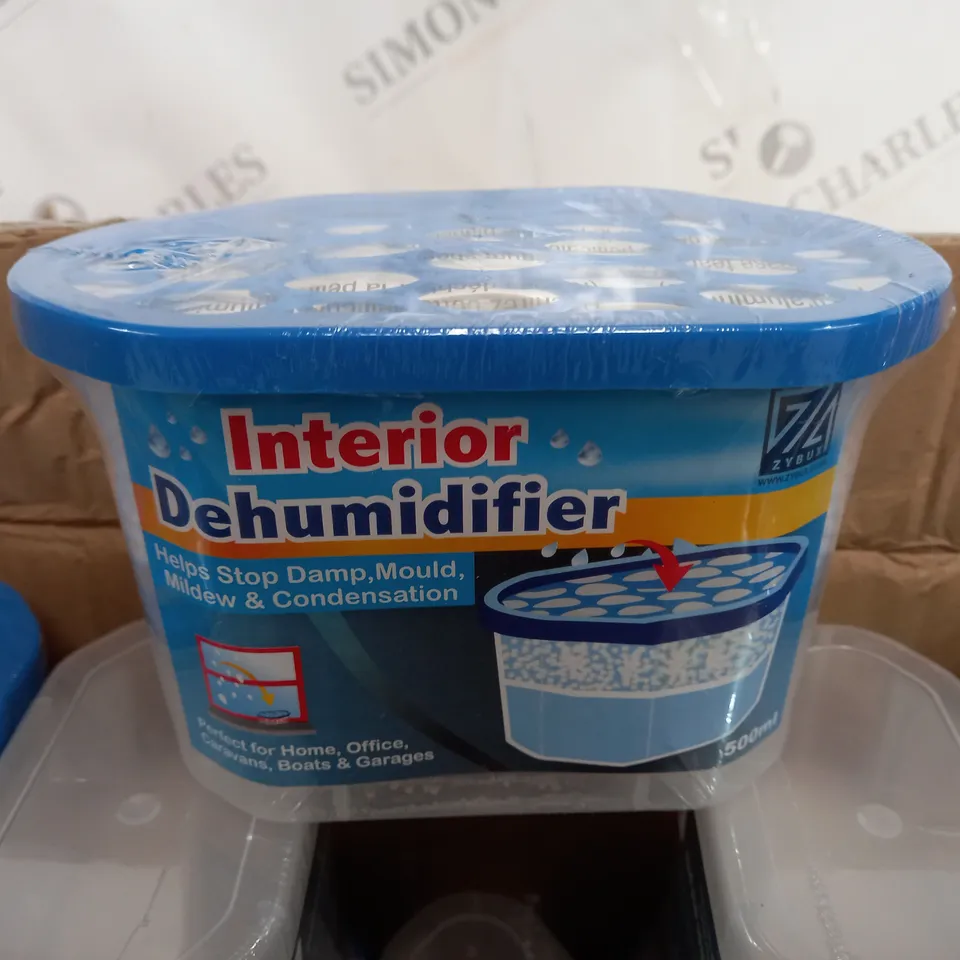 SIMON
CHARLES
CHARLES
Interior
Dehumidifier
ZYBUX
Helps Stop Damp,Mould,
Mildew & Condensation
Perfect for Home, Office,
Caravans, Boats & Garages
500ml